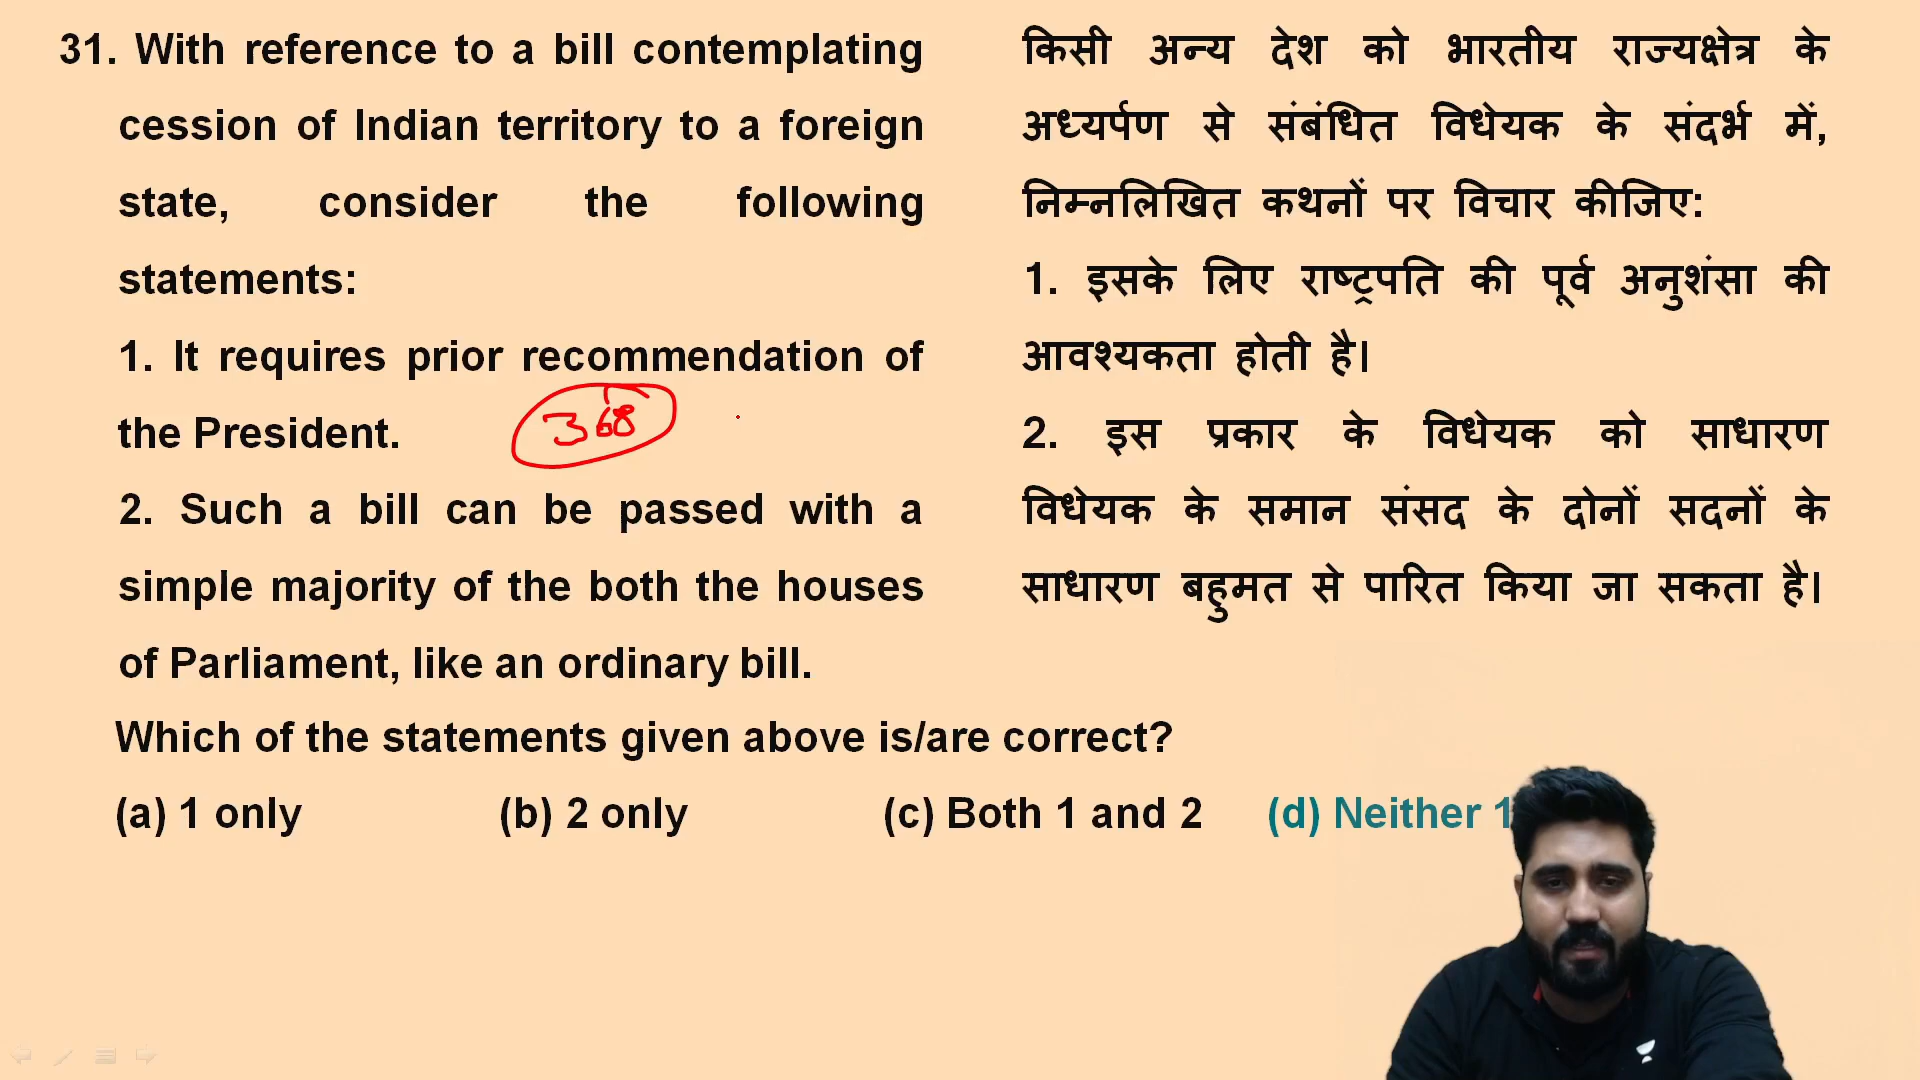 31. With reference to a bill contemplating
cession of Indian territory to a foreign
state, consider the following
statements:
1. It requires prior recommendation of
the President.
368
2. Such a bill can be passed with a
simple majority of the both the houses
of Parliament, like an ordinary bill.
किसी अन्य देश को भारतीय राज्यक्षेत्र के
अध्यर्पण से संबंधित विधेयक के संदर्भ में,
निम्नलिखित कथनों पर विचार कीजिए:
1. इसके लिए राष्ट्रपति की पूर्व अनुशंसा की
आवश्यकता होती है।
2. इस प्रकार के विधेयक को साधारण
विधेयक के समान संसद के दोनों सदनों के
साधारण बहुमत से पारित किया जा सकता है।
Which of the statements given above is/are correct?
(a) 1 only (b) 2 only (c) Both 1 and 2 (d) Neither 1